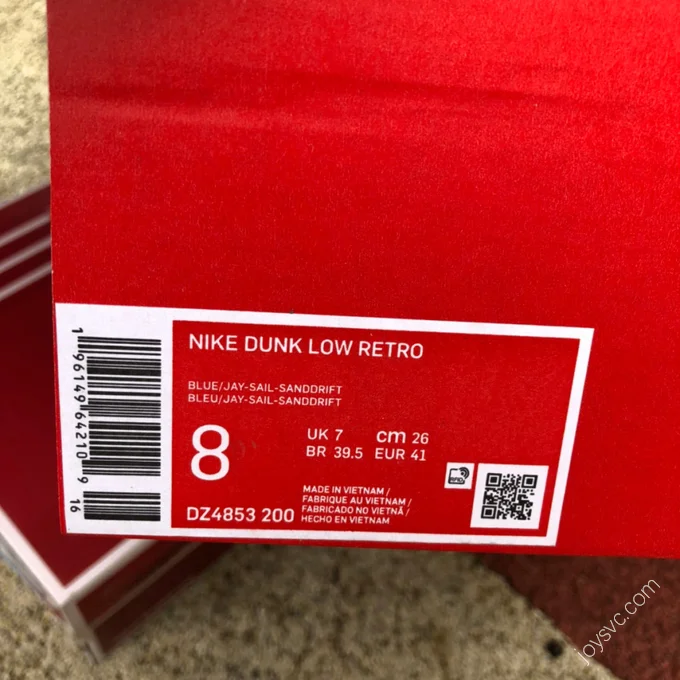 NIKE DUNK LOW RETRO
BLUE/JAY-SAIL-SANDDRIFT
BLEU/JAY-SAIL-SANDDRIFT
8
UK 7 cm 26
BR 39.5 EUR 41
MADE IN VIETNAM /
FABRIQUE AU VIETNAM /
FABRICADO NO VIETNÃ /
HECHO EN VIETNAM
DZ4853 200
1 96149 64210 9
16
RFID
joysvc.com